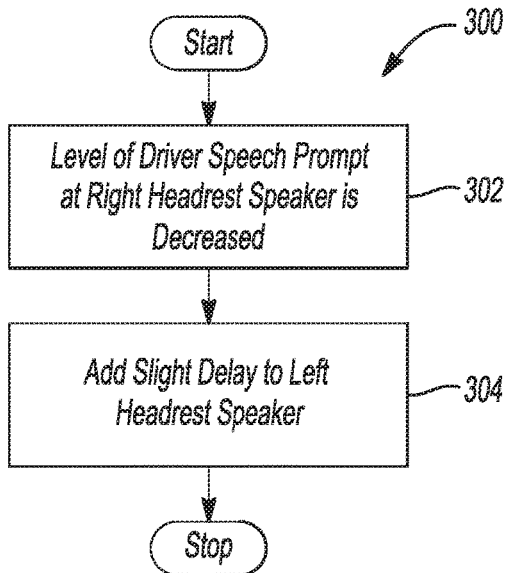 300
Start
Level of Driver Speech Prompt
at Right Headrest Speaker is
Decreased
302
Add Slight Delay to Left
Headrest Speaker
304
Stop